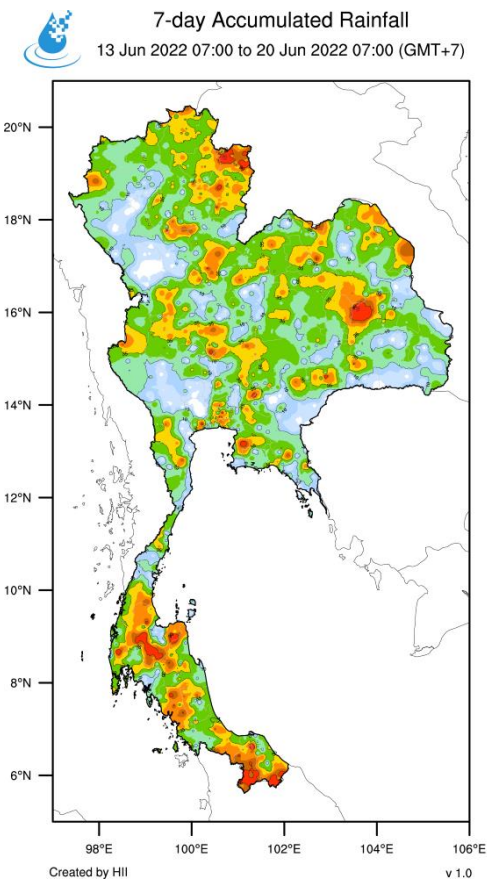 7-day Accumulated Rainfall
13 Jun 2022 07:00 to 20 Jun 2022 07:00 (GMT+7)
20°N
18°N
16°N
14°N
12°N
10°N
8°N
6°N
98°E 100°E 102°E 104°E 106°E
Created by HII v 1.0